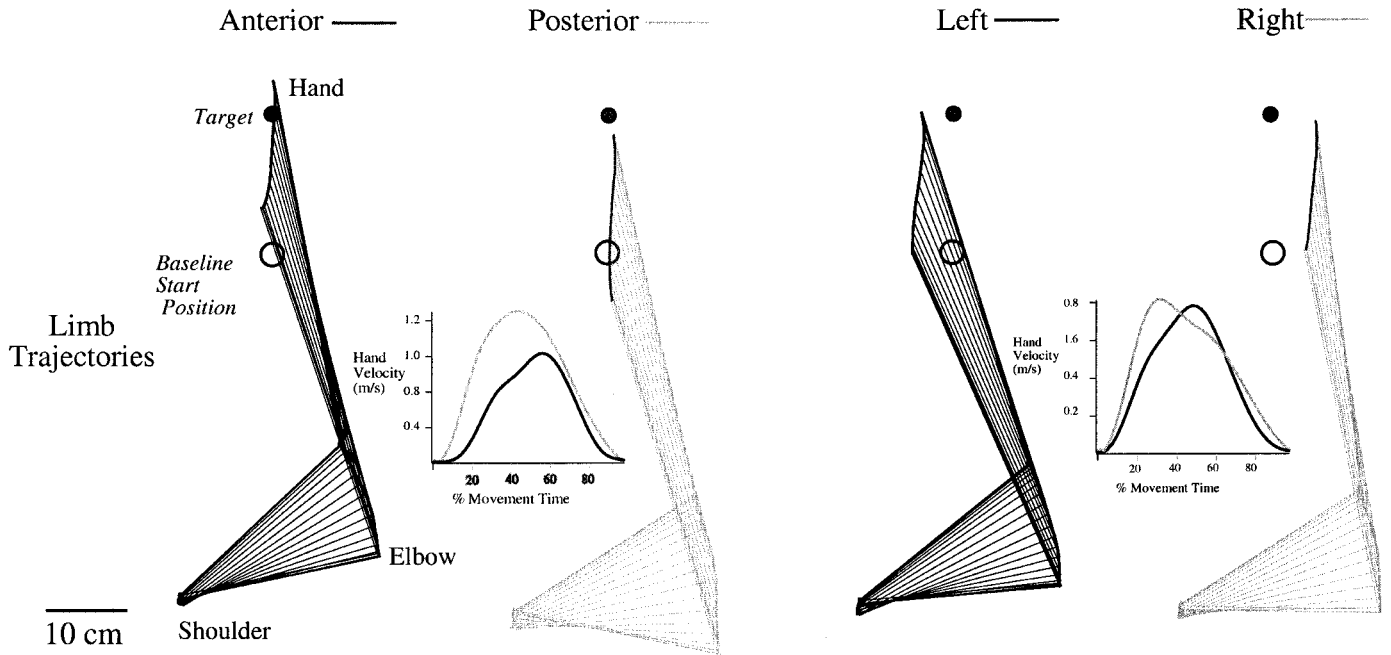 Anterior
Posterior
Left
Right
Hand
Target
Baseline
Start
Position
Limb
Trajectories
1.2
1.0
0.8
0.4
Hand
Velocity
(m/s)
20
40
60
80
% Movement Time
0.8
1.6
0.4
0.2
Hand
Velocity
(m/s)
20
40
60
80
% Movement Time
Elbow
Shoulder
10 cm